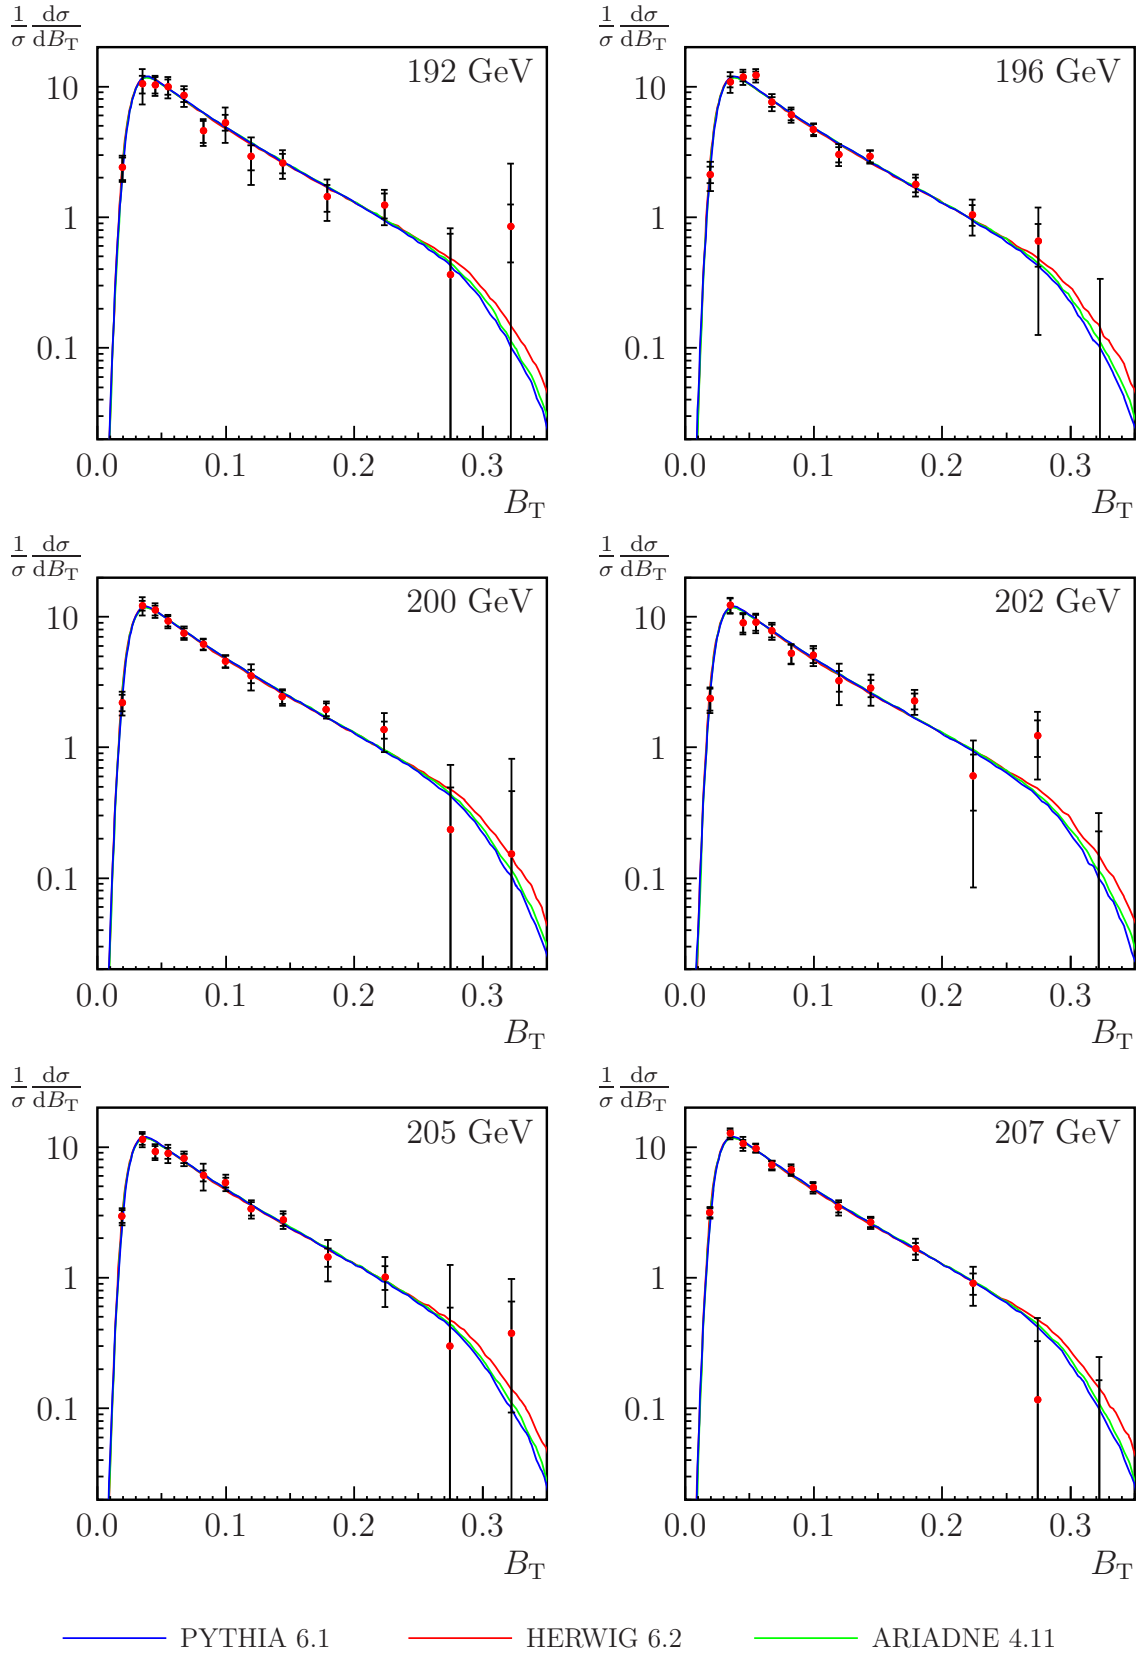 1/σ dσ/dB_T
1/σ dσ/dB_T
192 GeV
196 GeV
10
1
0.1
10
1
0.1
0.0 0.1 0.2 0.3
0.0 0.1 0.2 0.3
B_T
B_T
1/σ dσ/dB_T
1/σ dσ/dB_T
200 GeV
202 GeV
10
1
0.1
10
1
0.1
0.0 0.1 0.2 0.3
0.0 0.1 0.2 0.3
B_T
B_T
1/σ dσ/dB_T
1/σ dσ/dB_T
205 GeV
207 GeV
10
1
0.1
10
1
0.1
0.0 0.1 0.2 0.3
0.0 0.1 0.2 0.3
B_T
B_T
PYTHIA 6.1 HERWIG 6.2 ARIADNE 4.11